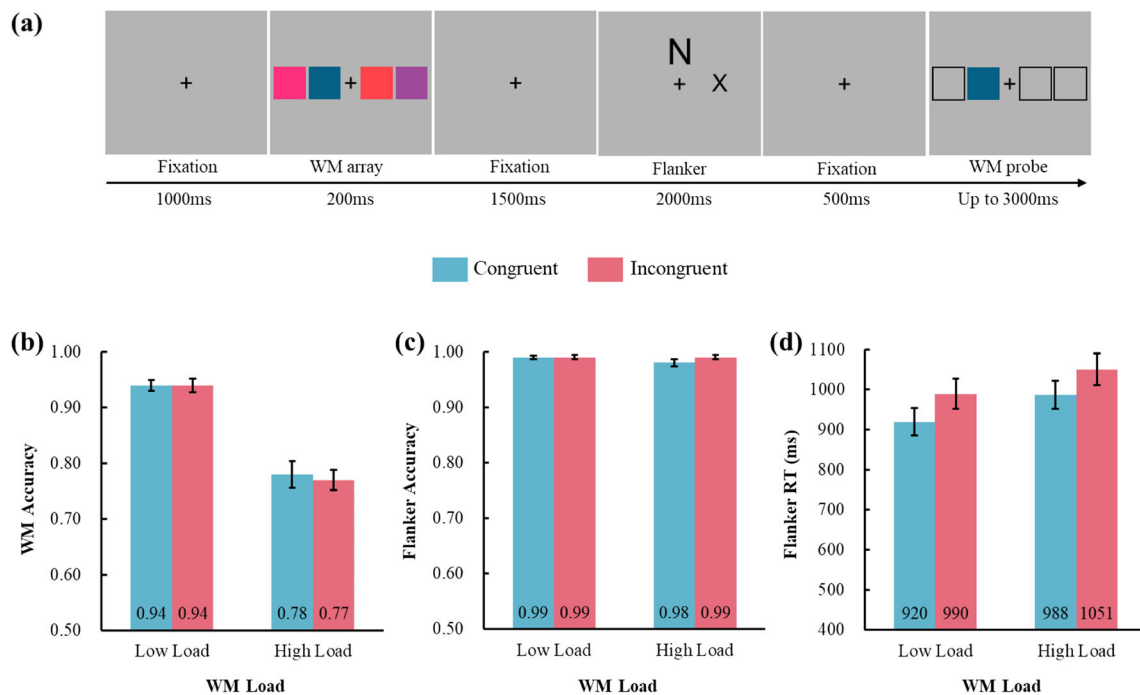 (a)
+
+
+
N
+ X
+
+
Fixation WM array Fixation Flanker Fixation WM probe
1000ms 200ms 1500ms 2000ms 500ms Up to 3000ms
Congruent Incongruent
(b)
1.00
0.90
0.80
0.70
0.60
0.50
WM Accuracy
0.94 0.94 0.78 0.77
Low Load High Load
WM Load
(c)
1.00
0.90
0.80
0.70
0.60
0.50
Flanker Accuracy
0.99 0.99 0.98 0.99
Low Load High Load
WM Load
(d)
1100
1000
900
800
700
600
500
400
Flanker RT (ms)
920 990 988 1051
Low Load High Load
WM Load